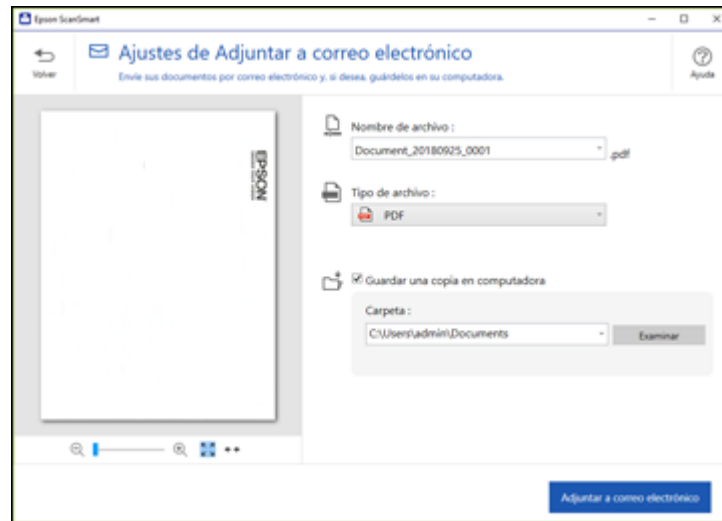 Epson ScanSmart
Volver
Ajustes de Adjuntar a correo electrónico
Envíe sus documentos por correo electrónico y, si desea, guárdelos en su computadora.
Ayuda
EPSON
Nombre de archivo :
Document_20180925_0001
.pdf
Tipo de archivo :
PDF
Guardar una copia en computadora
Carpeta :
C:\Users\admin\Documents
Examinar
Adjuntar a correo electrónico